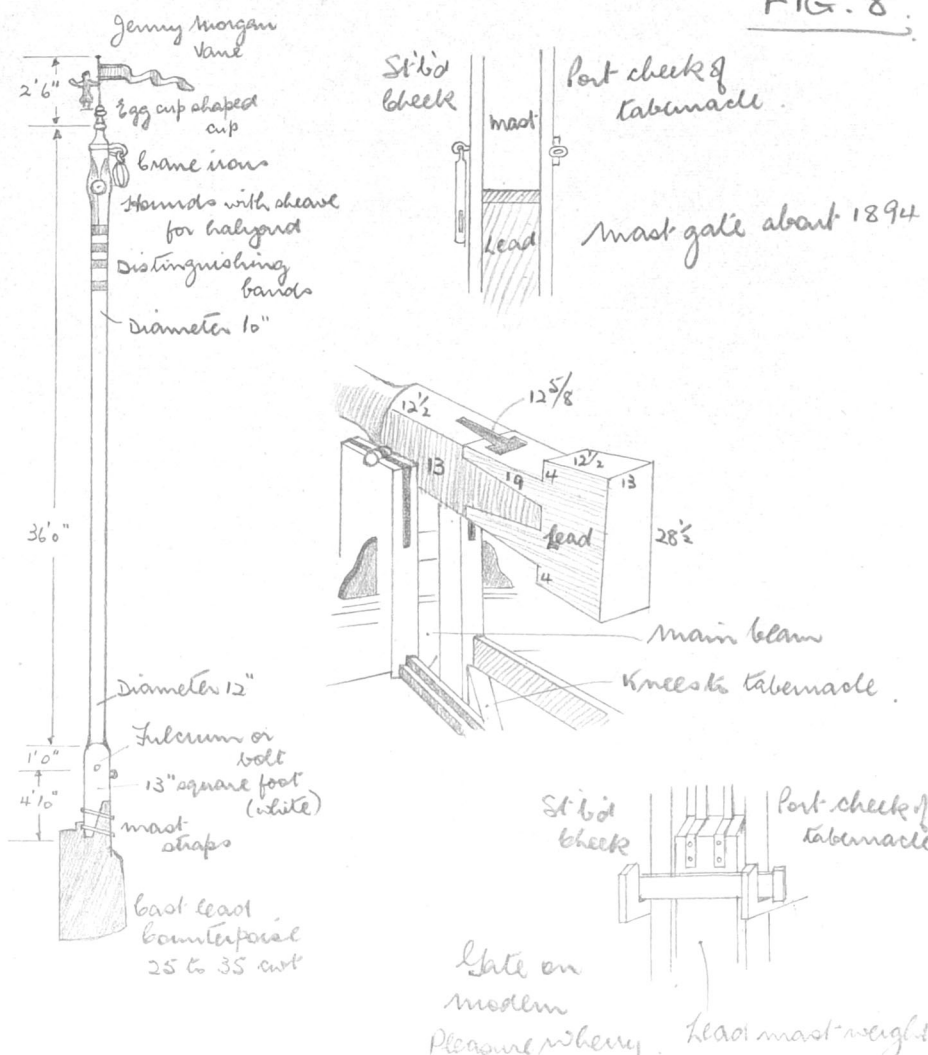 FIG. 8.
Jenny Morgan
Vane
2'6"
Egg cup shaped
cup
Crane irons
Hounds with sheave
for halyard
Distinguishing
bands
Diameter 10"
36'0"
Diameter 12"
Fulcrum or
bolt
1'0"
13" square foot
(white)
4'10"
mast
straps
Cast lead
Counterpoise
25 to 35 cwt
St'b'd
Cheek
Port cheek of
tabernacle.
mast
Lead
Mast gate about 1894
12 5/8
12½
13
19
4
12½
13
Lead
28½
4
Main beam
Knees to tabernacle.
St'b'd
Cheek
Port cheek of
tabernacle
Gate on
modern
Pleasure wherry.
Lead mast weight